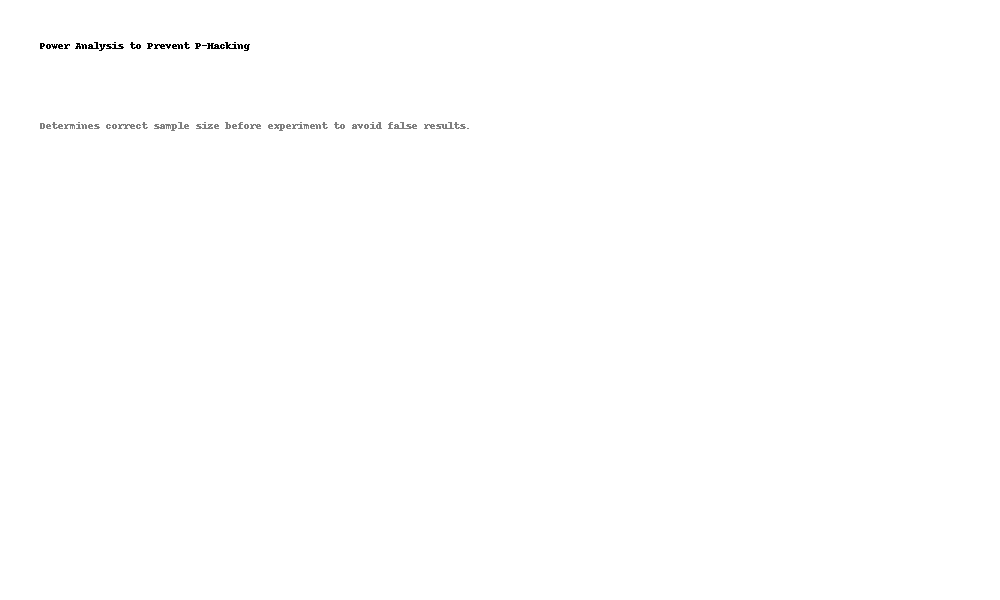 Power Analysis to Prevent P-Hacking
Determines correct sample size before experiment to avoid false results.